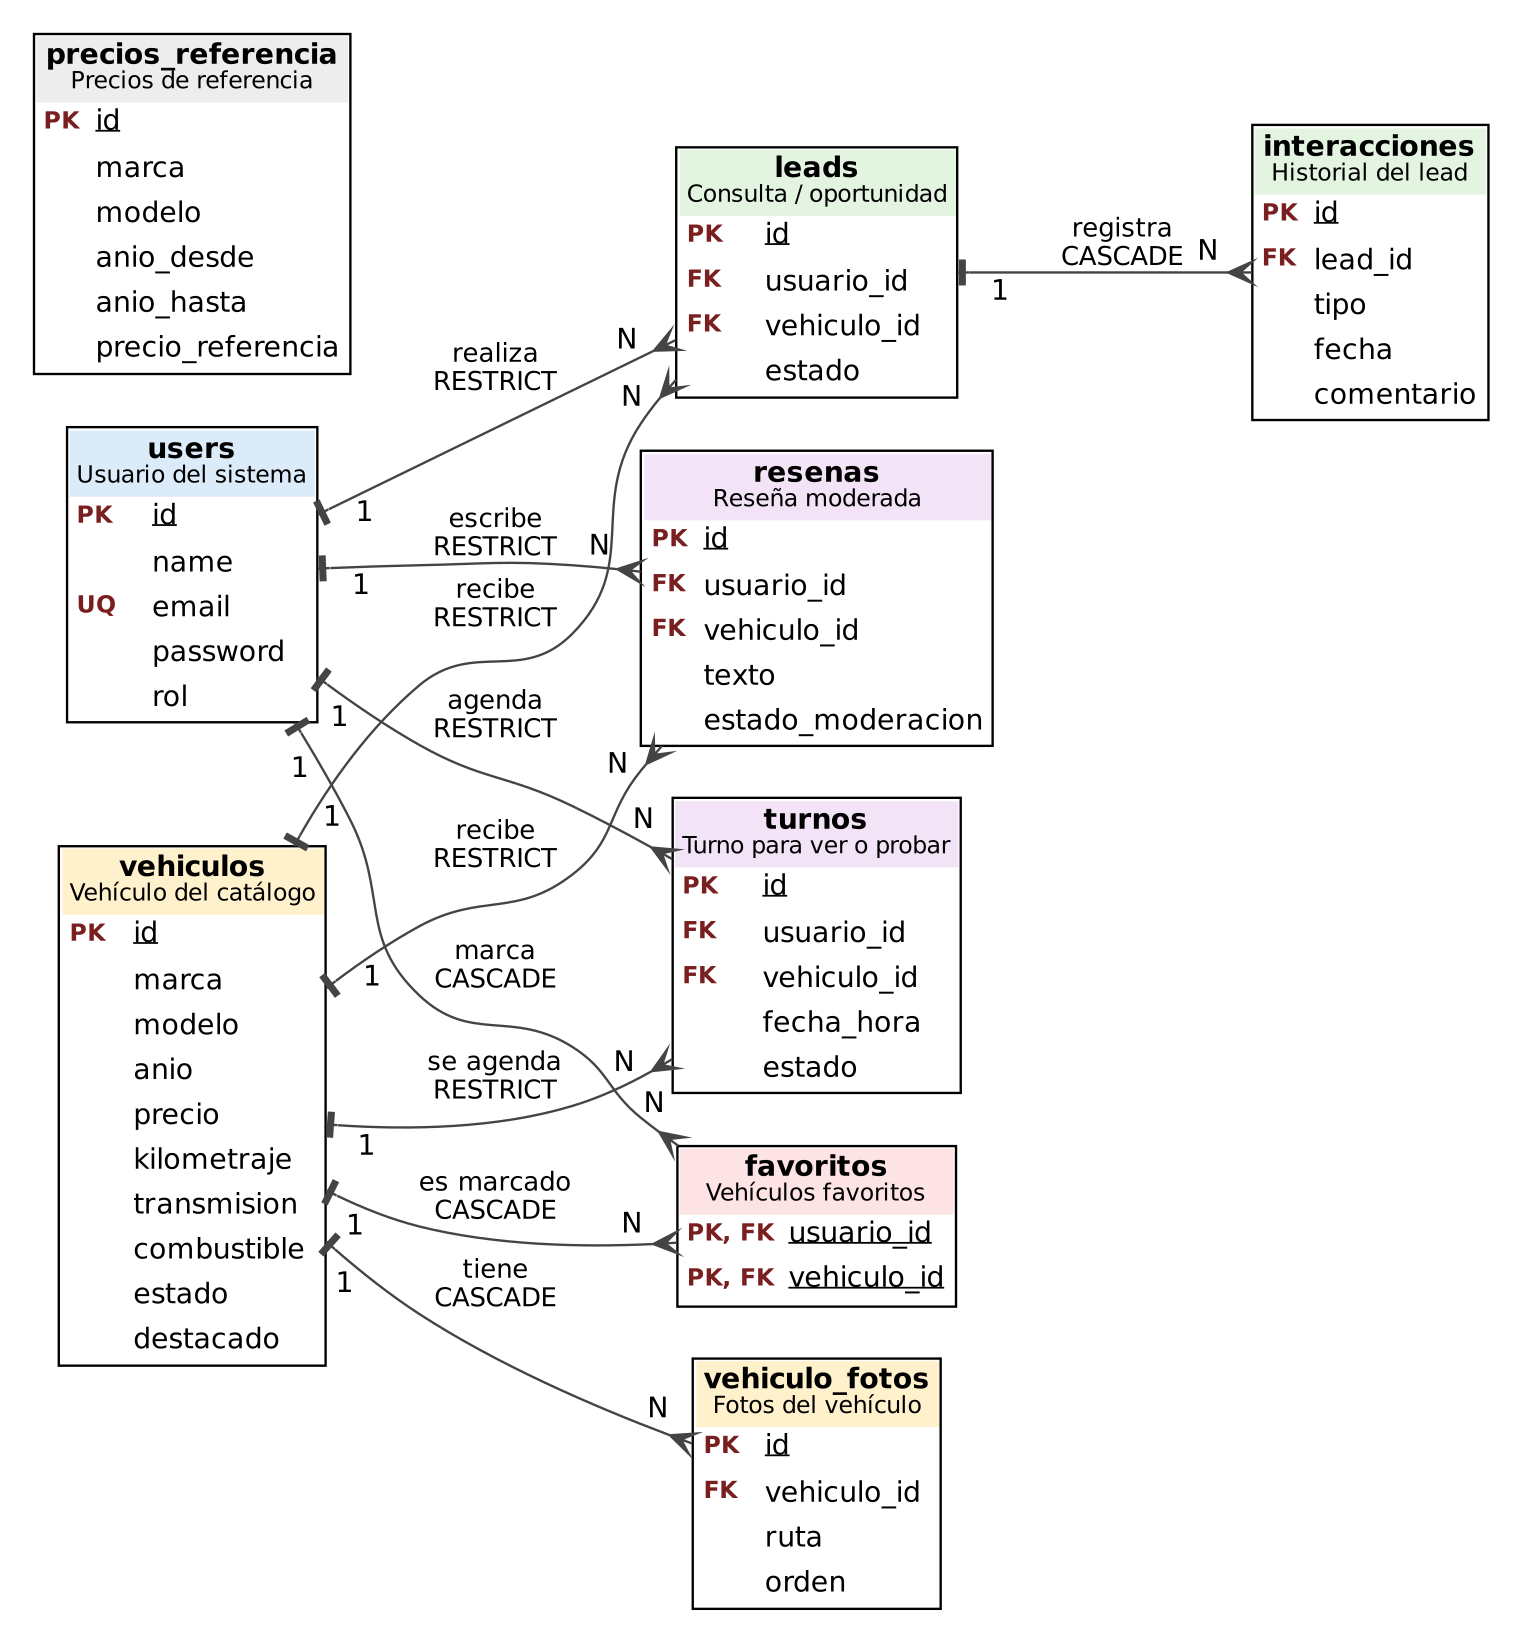 precios_referencia
Precios de referencia
PK id
marca
modelo
anio_desde
anio_hasta
precio_referencia
users
Usuario del sistema
PK id
name
UQ email
password
rol
vehiculos
Vehículo del catálogo
PK id
marca
modelo
anio
precio
kilometraje
transmision
combustible
estado
destacado
realiza
RESTRICT
1
N
escribe
RESTRICT
1
N
recibe
RESTRICT
1
N
agenda
RESTRICT
1
N
recibe
RESTRICT
1
N
marca
CASCADE
1
N
se agenda
RESTRICT
1
N
es marcado
CASCADE
1
N
tiene
CASCADE
1
N
leads
Consulta / oportunidad
PK id
FK usuario_id
FK vehiculo_id
estado
resenas
Reseña moderada
PK id
FK usuario_id
FK vehiculo_id
texto
estado_moderacion
turnos
Turno para ver o probar
PK id
FK usuario_id
FK vehiculo_id
fecha_hora
estado
favoritos
Vehículos favoritos
PK, FK usuario_id
PK, FK vehiculo_id
vehiculo_fotos
Fotos del vehículo
PK id
FK vehiculo_id
ruta
orden
registra
CASCADE
1
N
interacciones
Historial del lead
PK id
FK lead_id
tipo
fecha
comentario